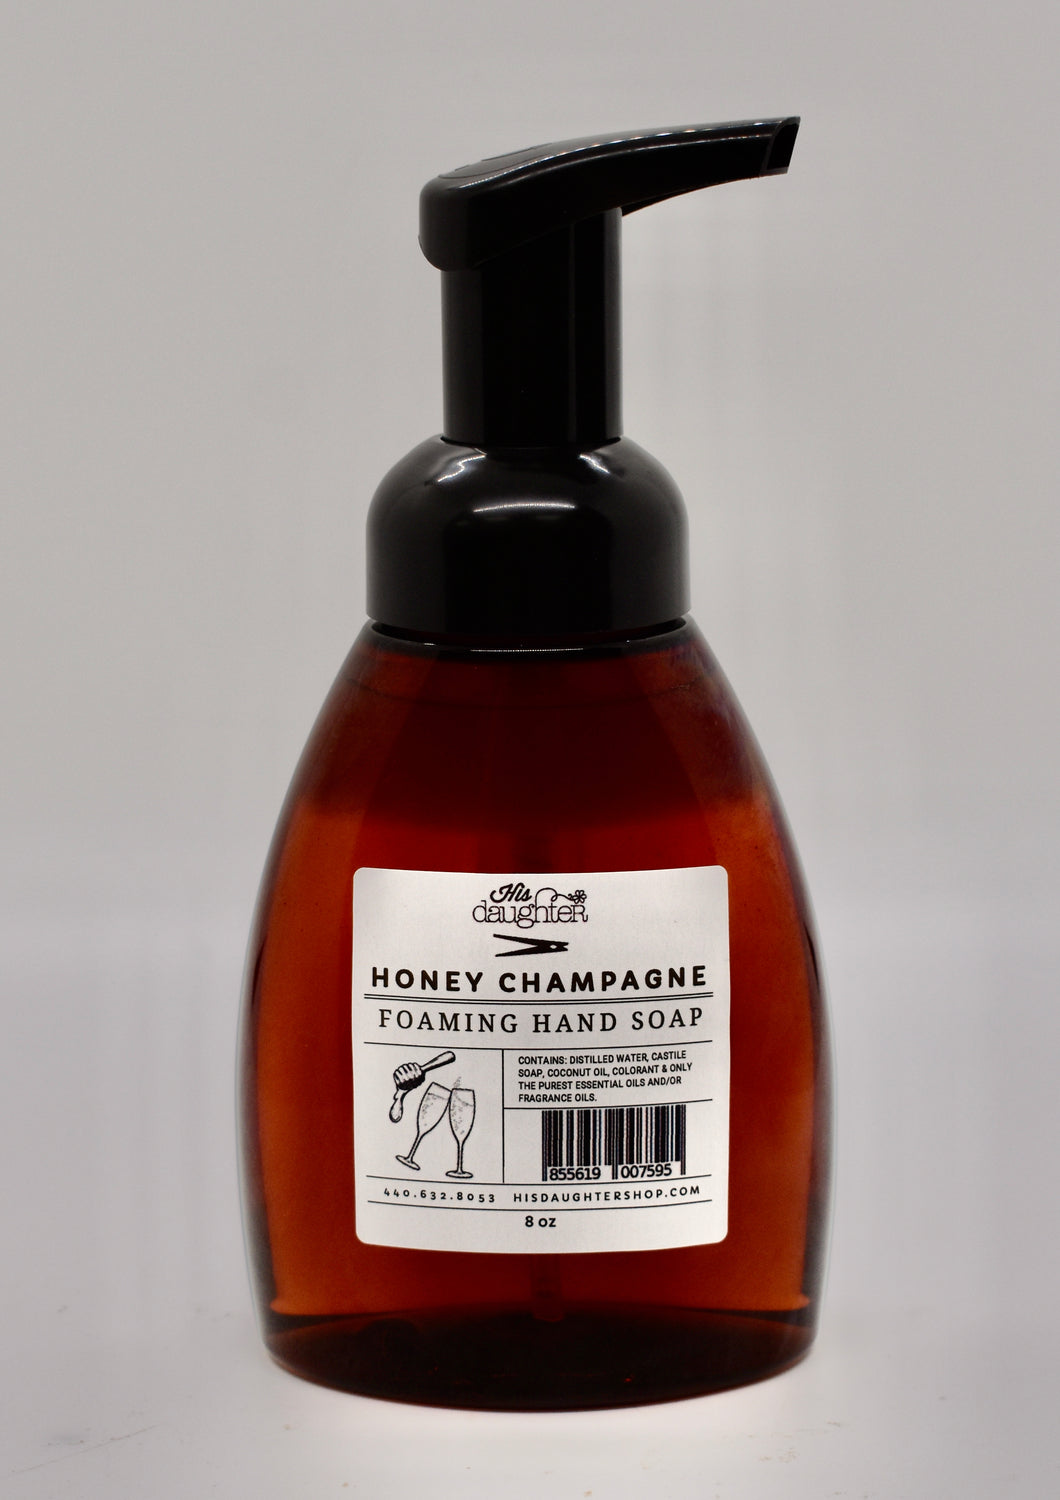 His
daughter
HONEY CHAMPAGNE
FOAMING HAND SOAP
CONTAINS: DISTILLED WATER, CASTILE
SOAP, COCONUT OIL, COLORANT & ONLY
THE PUREST ESSENTIAL OILS AND/OR
FRAGRANCE OILS.
855619 007595
440.632.8053 HISDAUGHTERSHOP.COM
8 oz